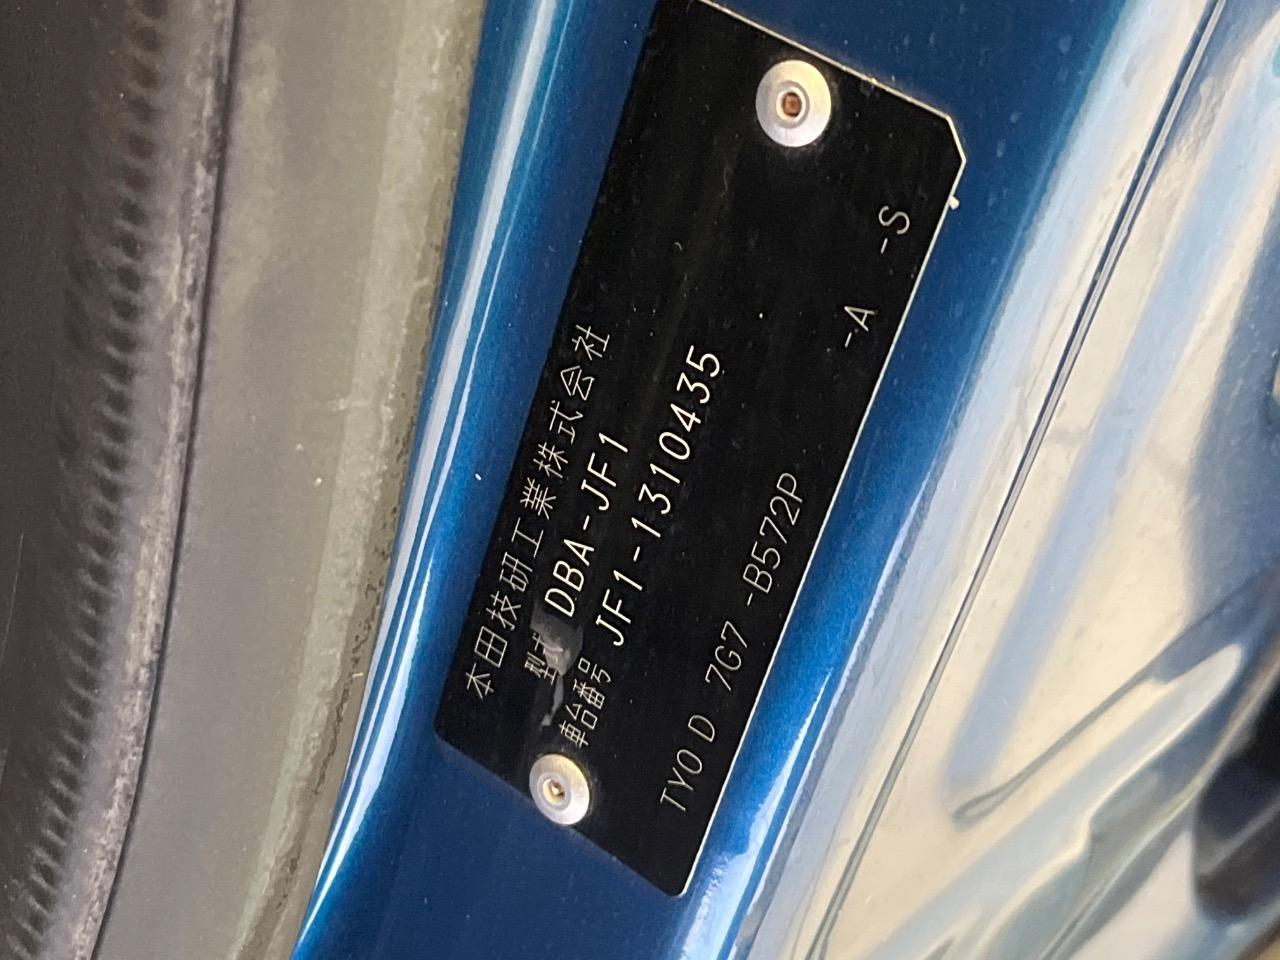 本田技研工業株式会社
型式 DBA-JF1
車台番号 JF1-1310435
TY0 D 7G7 -B572P -A -S